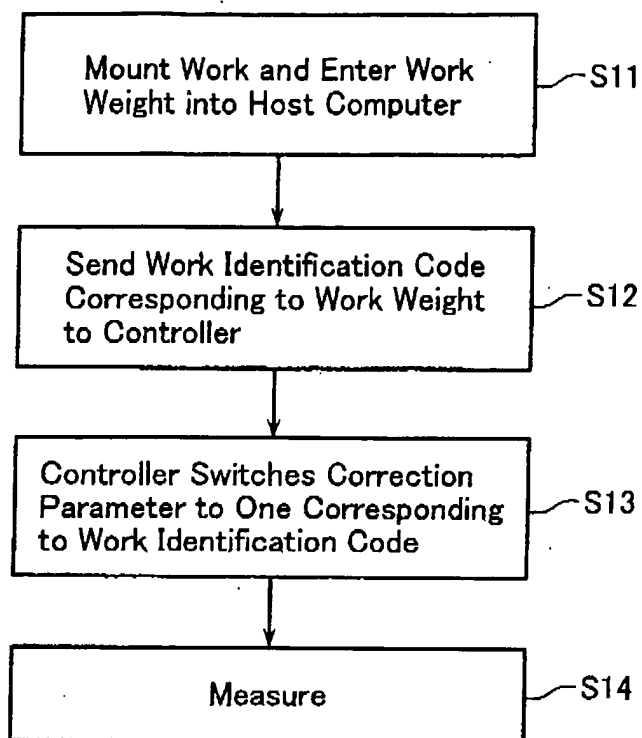 Mount Work and Enter Work
Weight into Host Computer
S11
Send Work Identification Code
Corresponding to Work Weight
to Controller
S12
Controller Switches Correction
Parameter to One Corresponding
to Work Identification Code
S13
Measure
S14